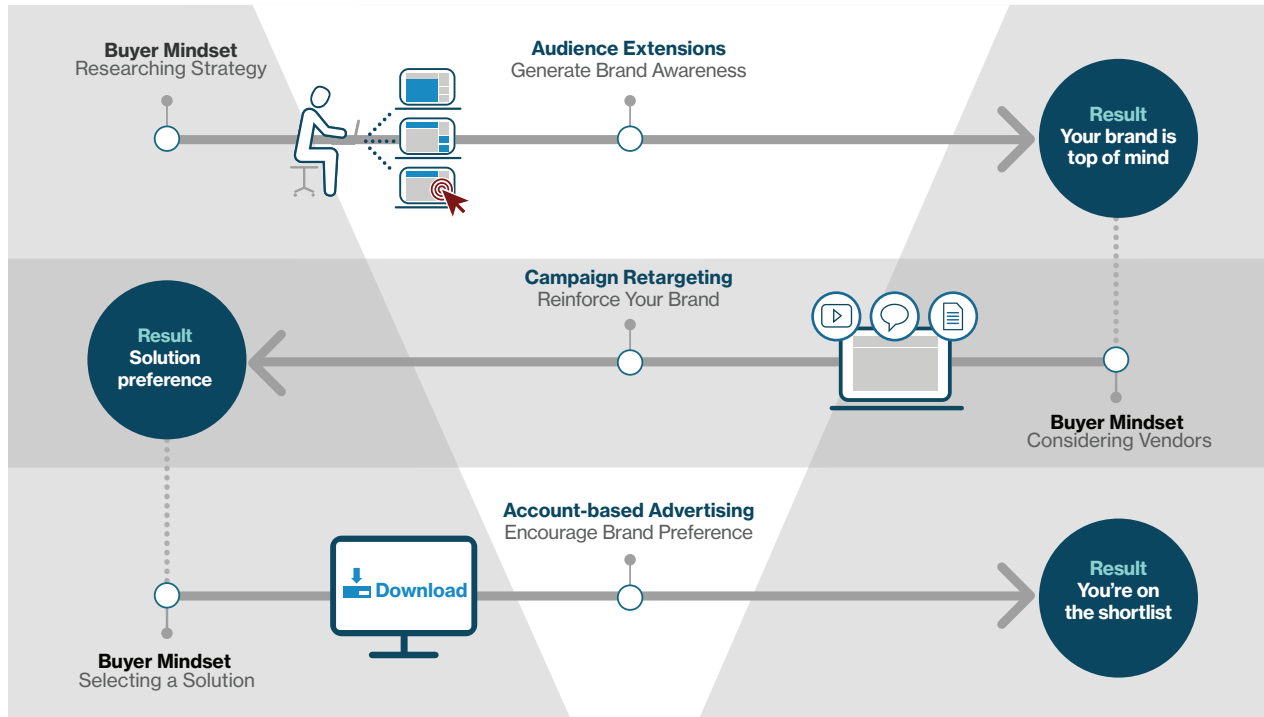 Buyer Mindset
Researching Strategy
Audience Extensions
Generate Brand Awareness
Result
Your brand is
top of mind
Campaign Retargeting
Reinforce Your Brand
Result
Solution
preference
Buyer Mindset
Considering Vendors
Account-based Advertising
Encourage Brand Preference
Download
Buyer Mindset
Selecting a Solution
Result
You’re on
the shortlist